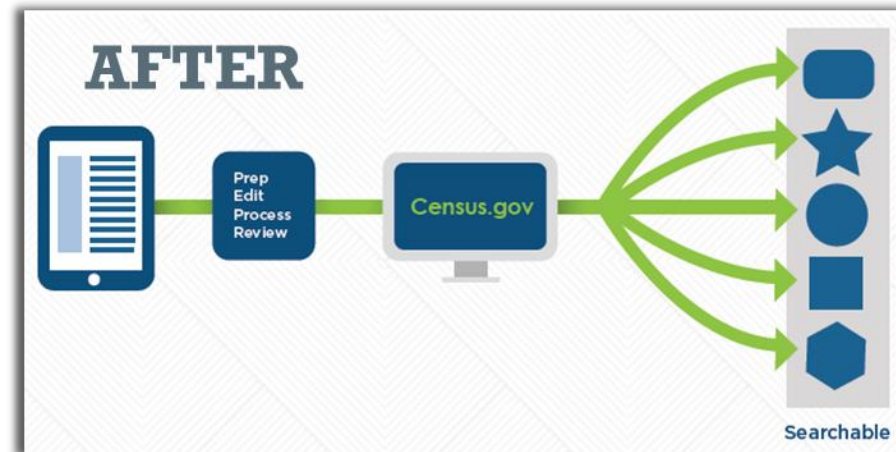 AFTER
Prep
Edit
Process
Review
Census.gov
Searchable